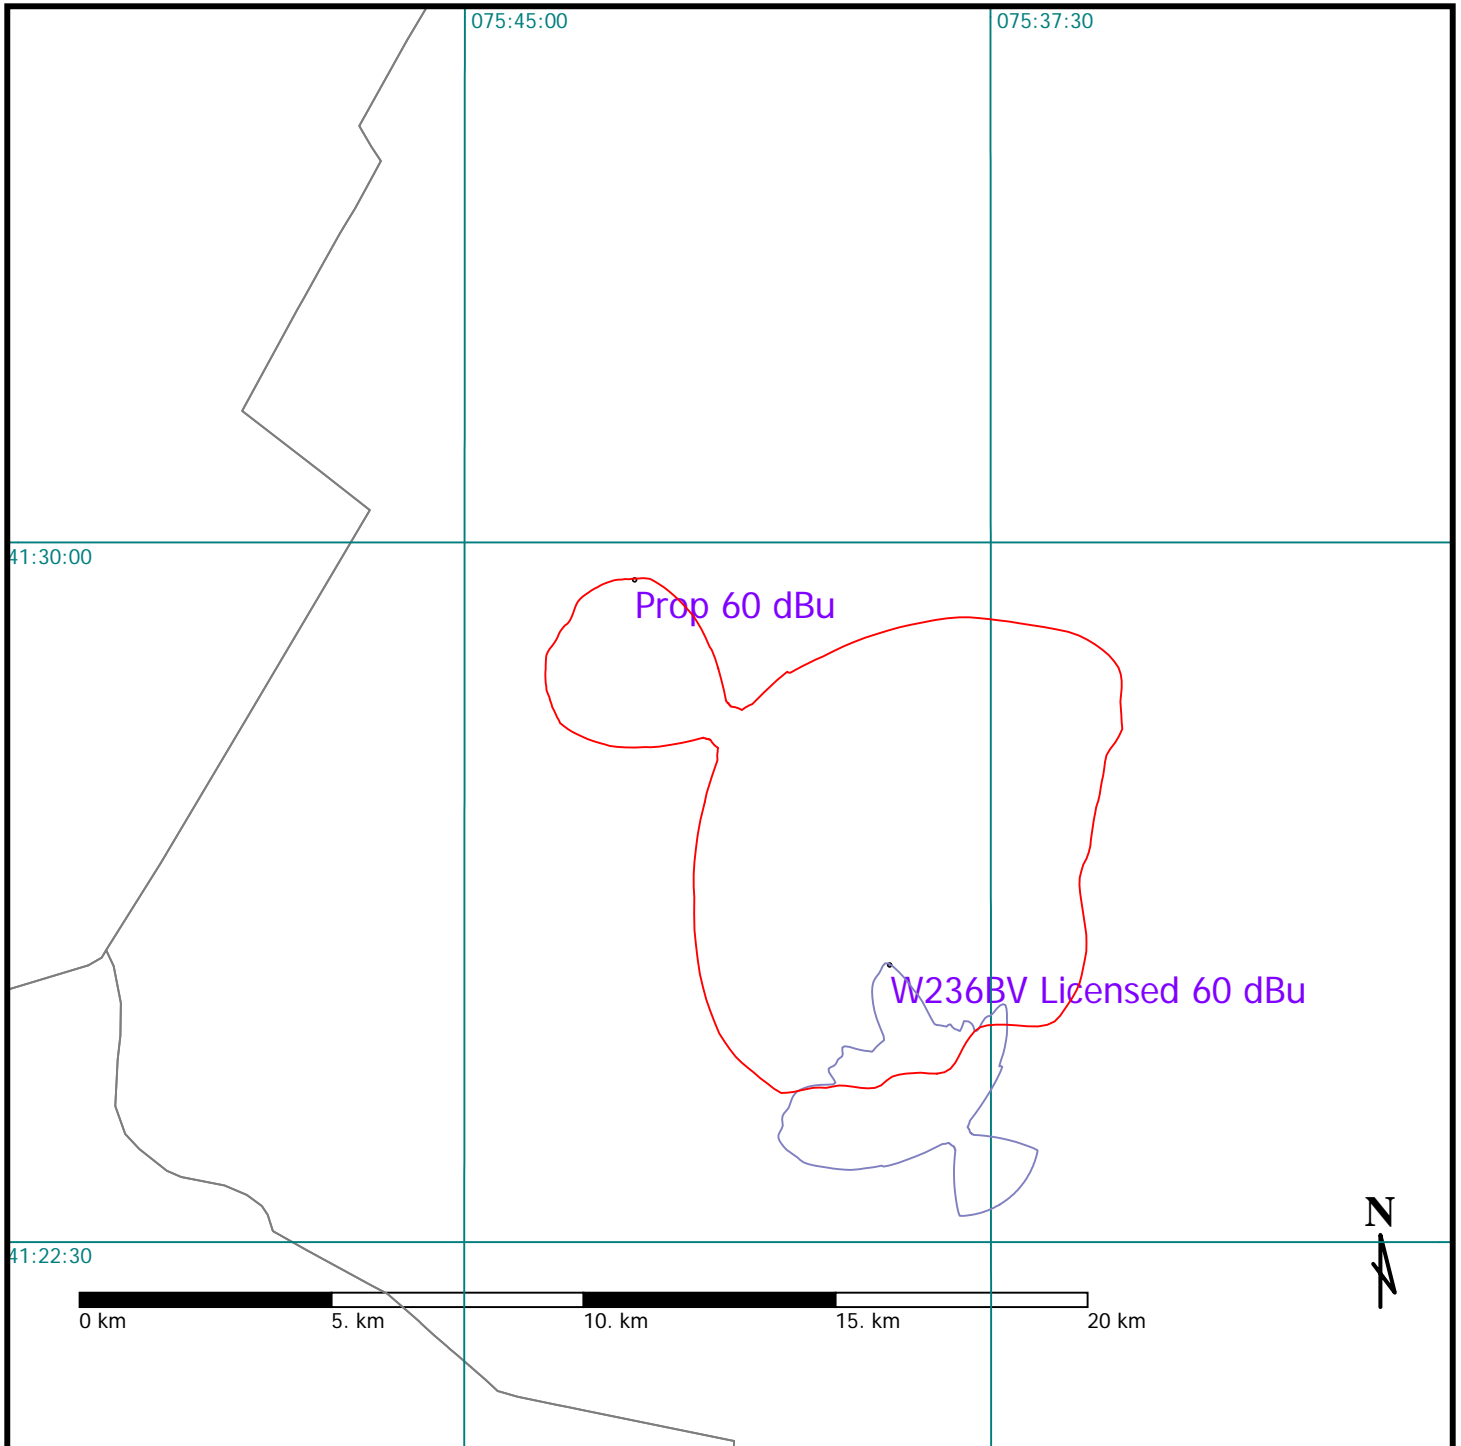 075:45:00
075:37:30
41:30:00
Prop 60 dBu
W236BV Licensed 60 dBu
N
41:22:30
0 km
5. km
10. km
15. km
20 km